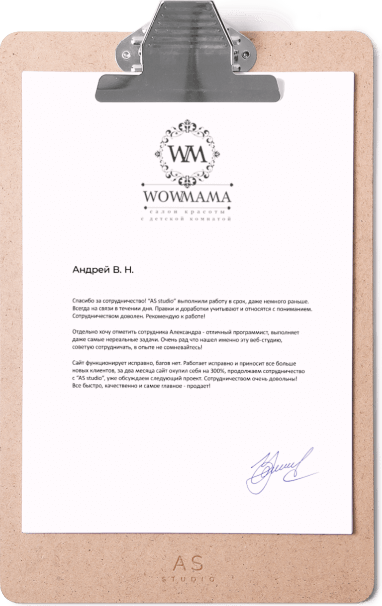 WM
WOWMAMA
салон красоты
с детской комнатой
Андрей В. Н.
Спасибо за сотрудничество! "AS studio" выполнили работу в срок, даже немного раньше.
Всегда на связи в течении дня. Правки и доработки учитывают и относятся с пониманием.
Сотрудничеством доволен. Рекомендую к работе!
Отдельно хочу отметить сотрудника Александра - отличный программист, выполняет
даже самые нереальные задачи. Очень рад что нашел именно эту веб-студию,
советую сотрудничать, в опыте не сомневайтесь!
Сайт функционирует исправно, багов нет. Работает исправно и приносит все больше
новых клиентов, за два месяца сайт окупил себя на 300%, продолжаем сотрудничество
с "AS studio", уже обсуждаем следующий проект. Сотрудничеством очень довольны!
Все быстро, качественно и самое главное - продает!
AS
STUDIO